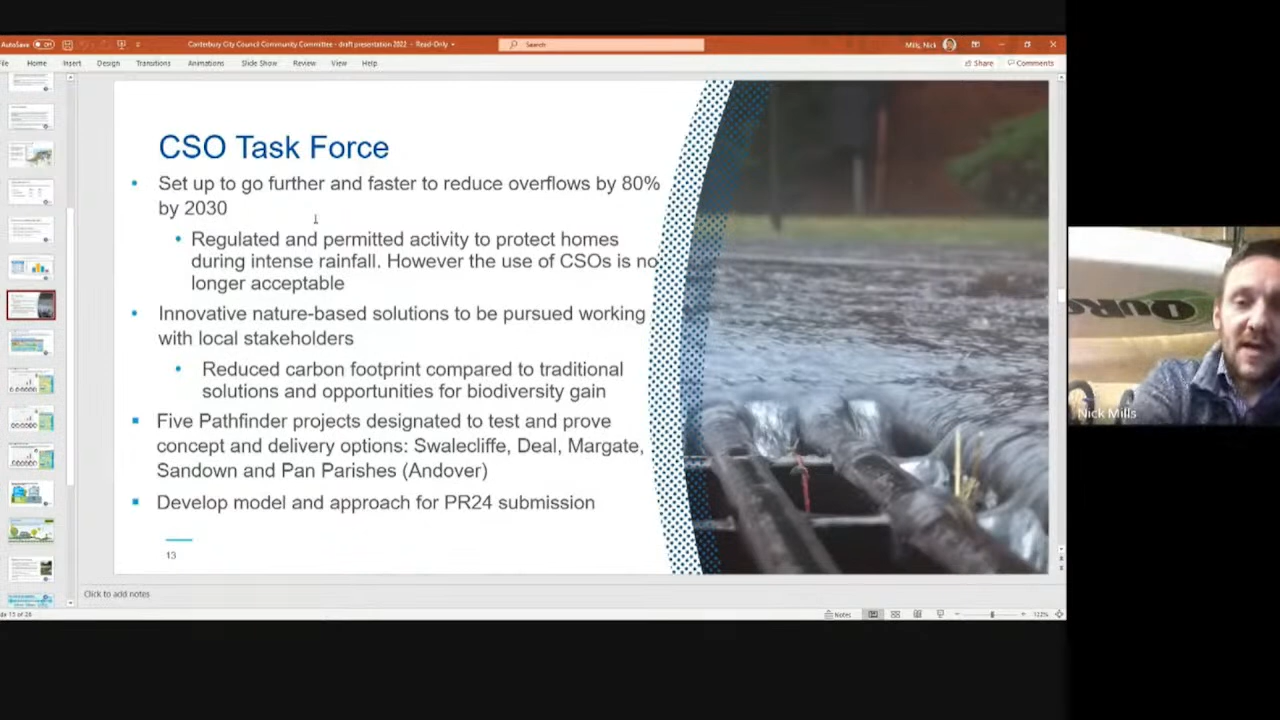 AutoSave Off
Canterbury City Council Community Committee - draft presentation 2022 - Read-Only
Search
Mills, Nick
File Home Insert Design Transitions Animations Slide Show Review View Help
Share Comments
CSO Task Force
• Set up to go further and faster to reduce overflows by 80%
by 2030
• Regulated and permitted activity to protect homes
during intense rainfall. However the use of CSOs is no
longer acceptable
• Innovative nature-based solutions to be pursued working
with local stakeholders
• Reduced carbon footprint compared to traditional
solutions and opportunities for biodiversity gain
▪ Five Pathfinder projects designated to test and prove
concept and delivery options: Swalecliffe, Deal, Margate,
Sandown and Pan Parishes (Andover)
▪ Develop model and approach for PR24 submission
13
Nick Mills
Click to add notes
Notes
122%